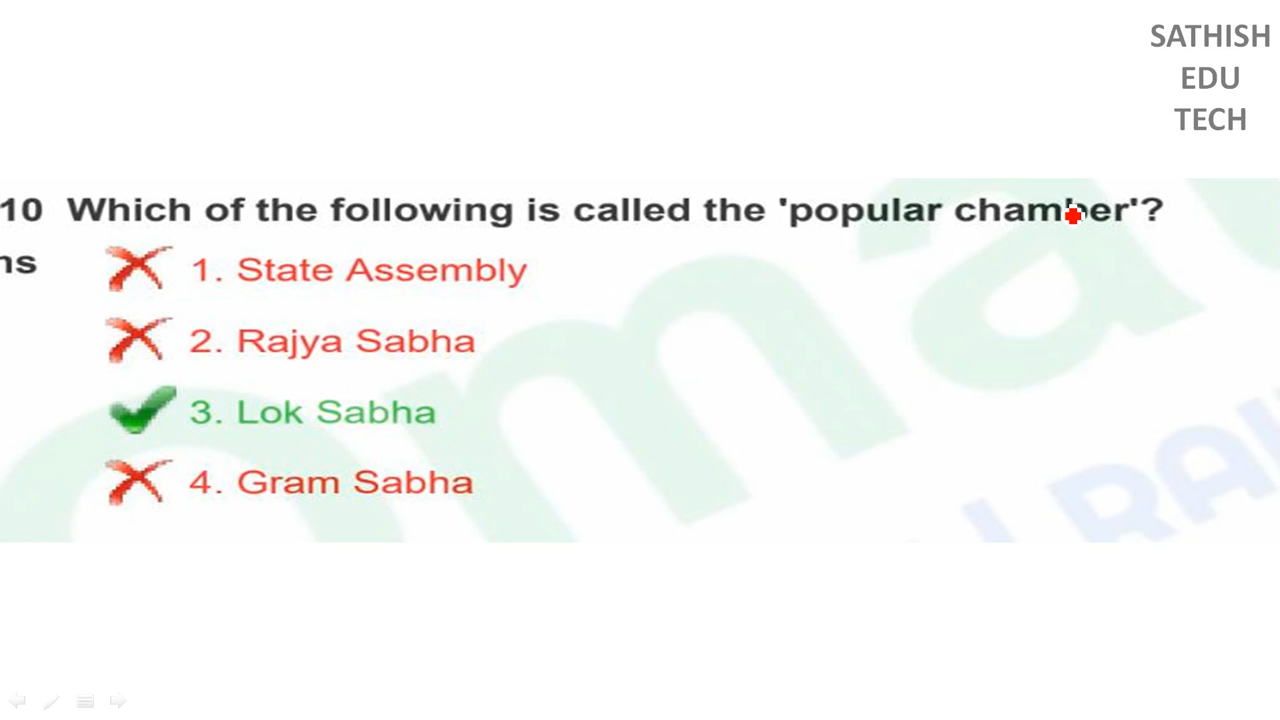 SATHISH
EDU
TECH
10 Which of the following is called the 'popular chamber'?
ns
1. State Assembly
2. Rajya Sabha
3. Lok Sabha
4. Gram Sabha